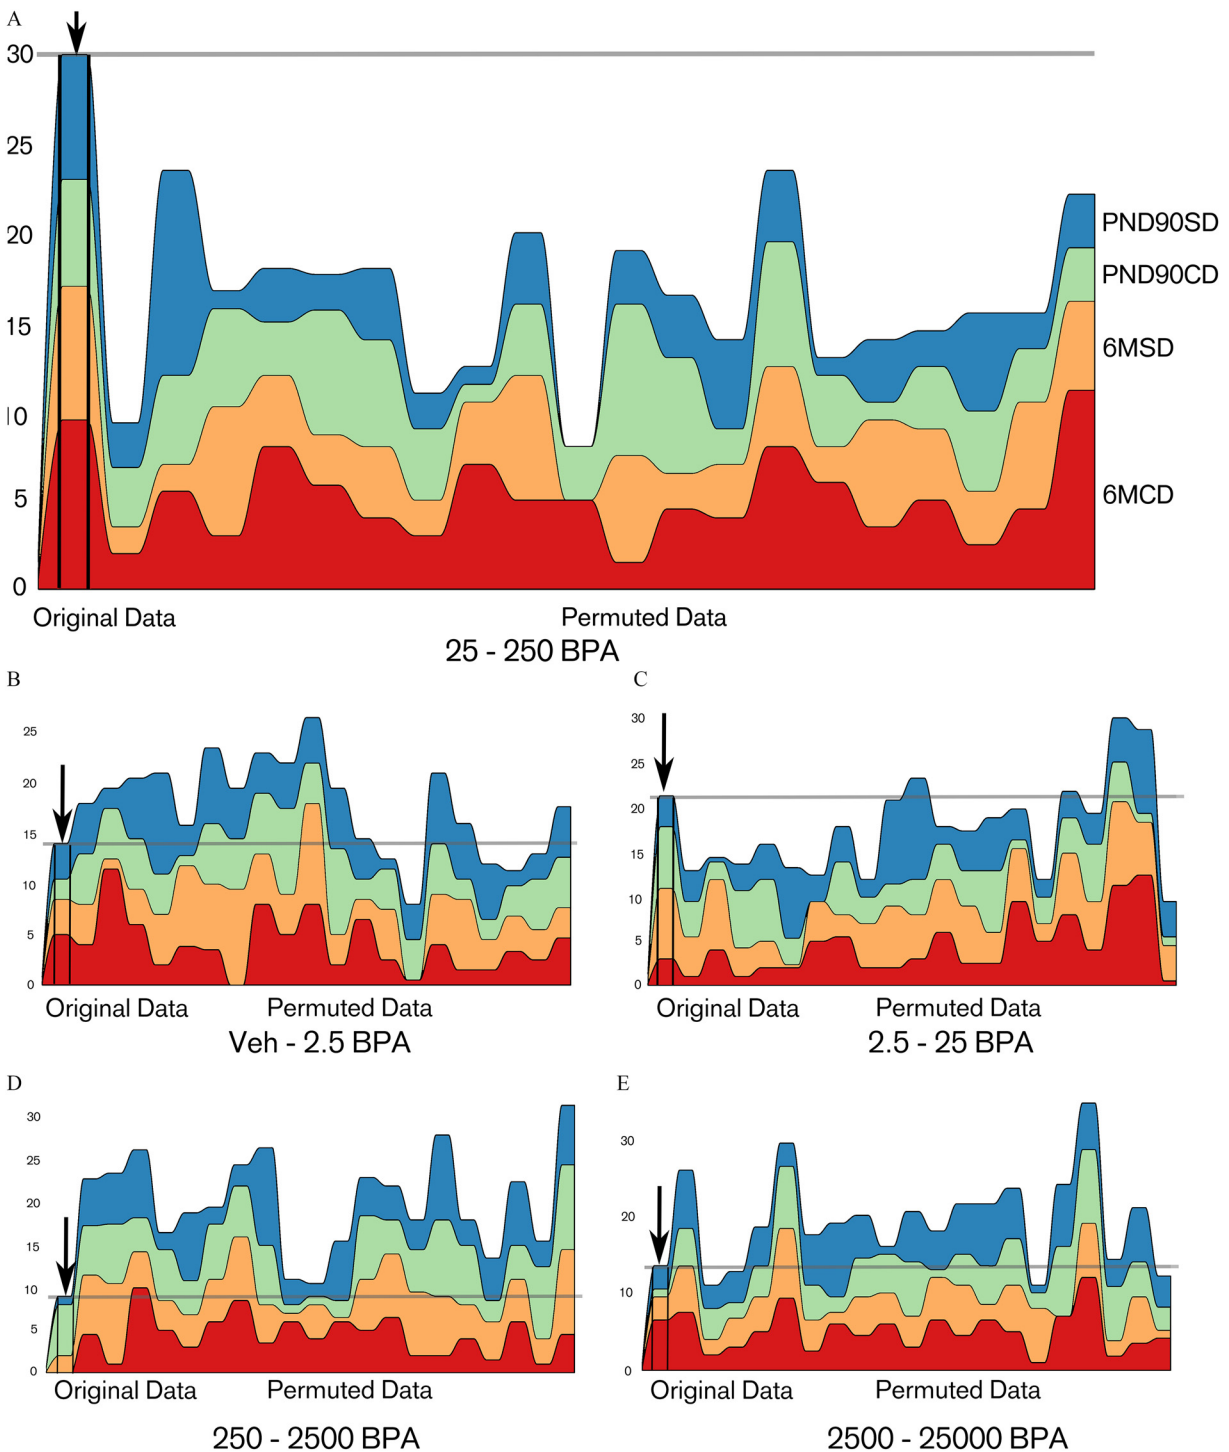 A
30
25
20
15
10
5
0
PND90SD
PND90CD
6MSD
6MCD
Original Data Permuted Data
25 - 250 BPA
B
25
20
15
10
5
0
Original Data Permuted Data
Veh - 2.5 BPA
C
30
25
20
15
10
5
0
Original Data Permuted Data
2.5 - 25 BPA
D
30
25
20
15
10
5
0
Original Data Permuted Data
250 - 2500 BPA
E
30
20
10
0
Original Data Permuted Data
2500 - 25000 BPA